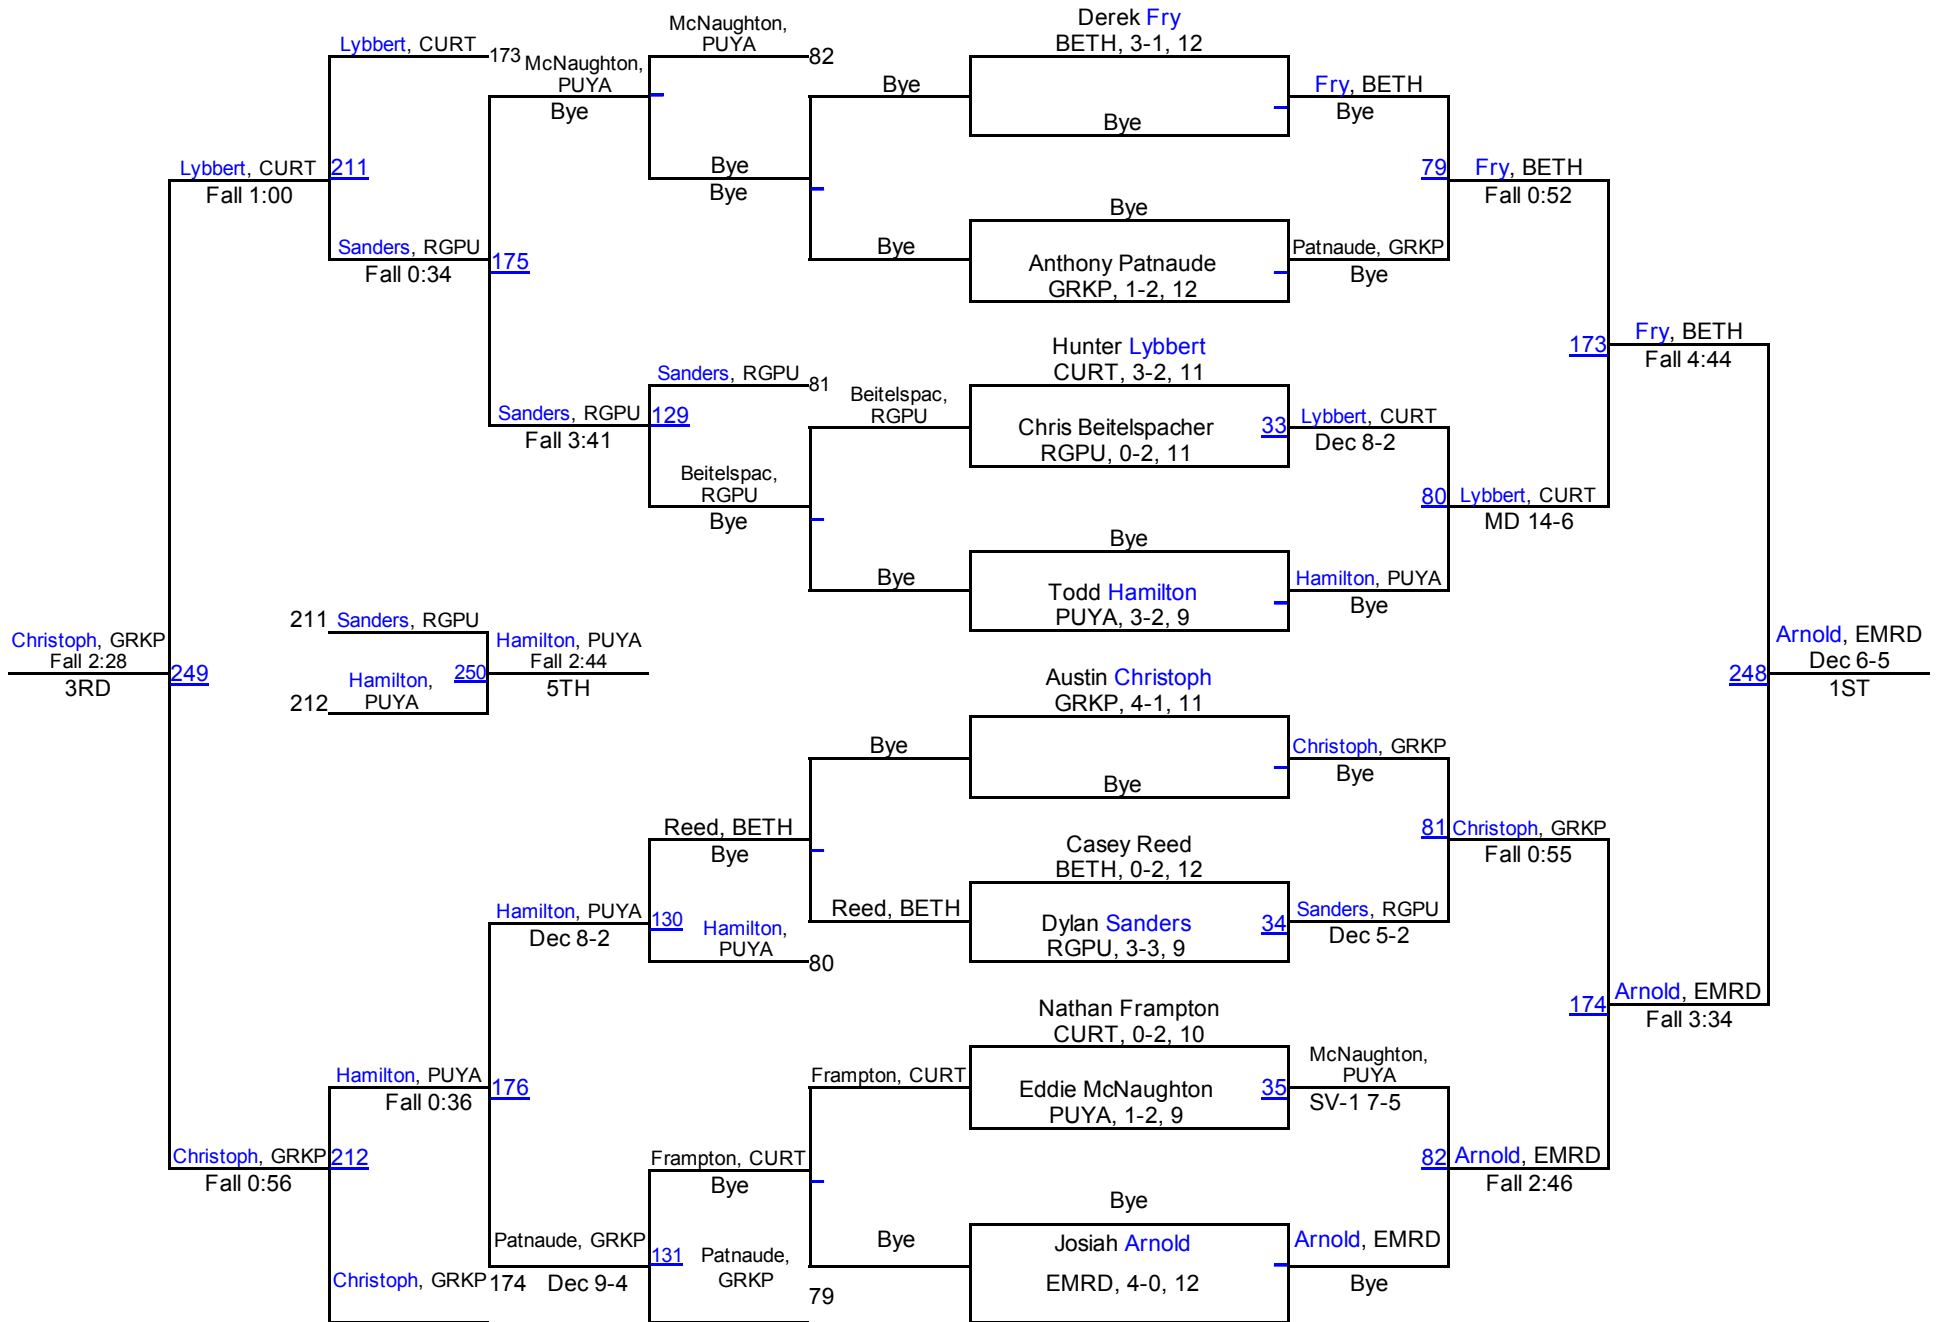 Derek Fry
BETH, 3-1, 12
Bye
Fry, BETH
Bye
Bye
Anthony Patnaude
GRKP, 1-2, 12
Patnaude, GRKP
Bye
79
Fry, BETH
Fall 0:52
Hunter Lybbert
CURT, 3-2, 11
Chris Beitelspacher
RGPU, 0-2, 11
33
Lybbert, CURT
Dec 8-2
Bye
Todd Hamilton
PUYA, 3-2, 9
Hamilton, PUYA
Bye
80
Lybbert, CURT
MD 14-6
173
Fry, BETH
Fall 4:44
Austin Christoph
GRKP, 4-1, 11
Bye
Christoph, GRKP
Bye
Casey Reed
BETH, 0-2, 12
Dylan Sanders
RGPU, 3-3, 9
34
Sanders, RGPU
Dec 5-2
81
Christoph, GRKP
Fall 0:55
Nathan Frampton
CURT, 0-2, 10
Eddie McNaughton
PUYA, 1-2, 9
35
McNaughton,
PUYA
SV-1 7-5
Bye
Josiah Arnold
EMRD, 4-0, 12
Arnold, EMRD
Bye
82
Arnold, EMRD
Fall 2:46
174
Arnold, EMRD
Fall 3:34
248
Arnold, EMRD
Dec 6-5
1ST
Bye
Bye
Bye
Bye
McNaughton,
PUYA
82
McNaughton,
PUYA
Bye
Beitelspac,
RGPU
Bye
Beitelspac,
RGPU
Bye
Sanders, RGPU
81
129
Sanders, RGPU
Fall 3:41
175
Sanders, RGPU
Fall 0:34
Lybbert, CURT
173
211
Lybbert, CURT
Fall 1:00
211
Sanders, RGPU
212
Hamilton,
PUYA
250
Hamilton, PUYA
Fall 2:44
5TH
Christoph, GRKP
Fall 2:28
3RD
249
Bye
Reed, BETH
Reed, BETH
Bye
130
Hamilton,
PUYA
80
Hamilton, PUYA
Dec 8-2
Frampton, CURT
Bye
Frampton, CURT
Bye
131
Patnaude,
GRKP
79
Patnaude, GRKP
Dec 9-4
176
Hamilton, PUYA
Fall 0:36
Christoph, GRKP
174
212
Christoph, GRKP
Fall 0:56